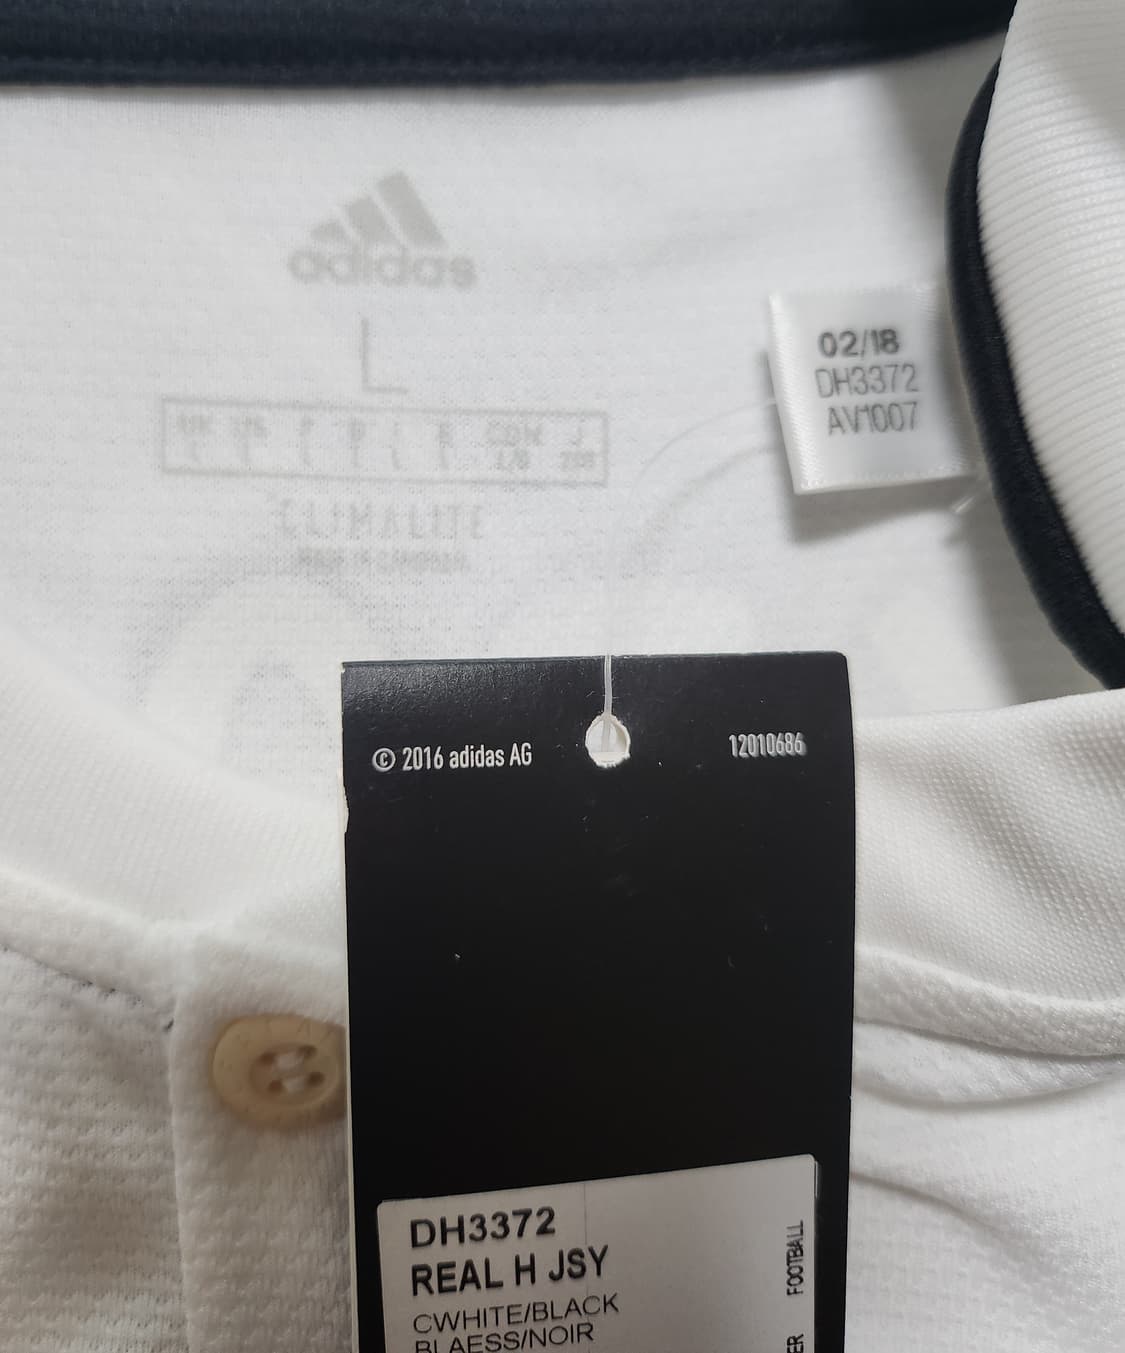 adidas
L
CLIMALITE
02/18
DH3372
AV1007
© 2016 adidas AG
12010686
DH3372
REAL H JSY
CWHITE/BLACK
BLAESS/NOIR
FOOTBALL